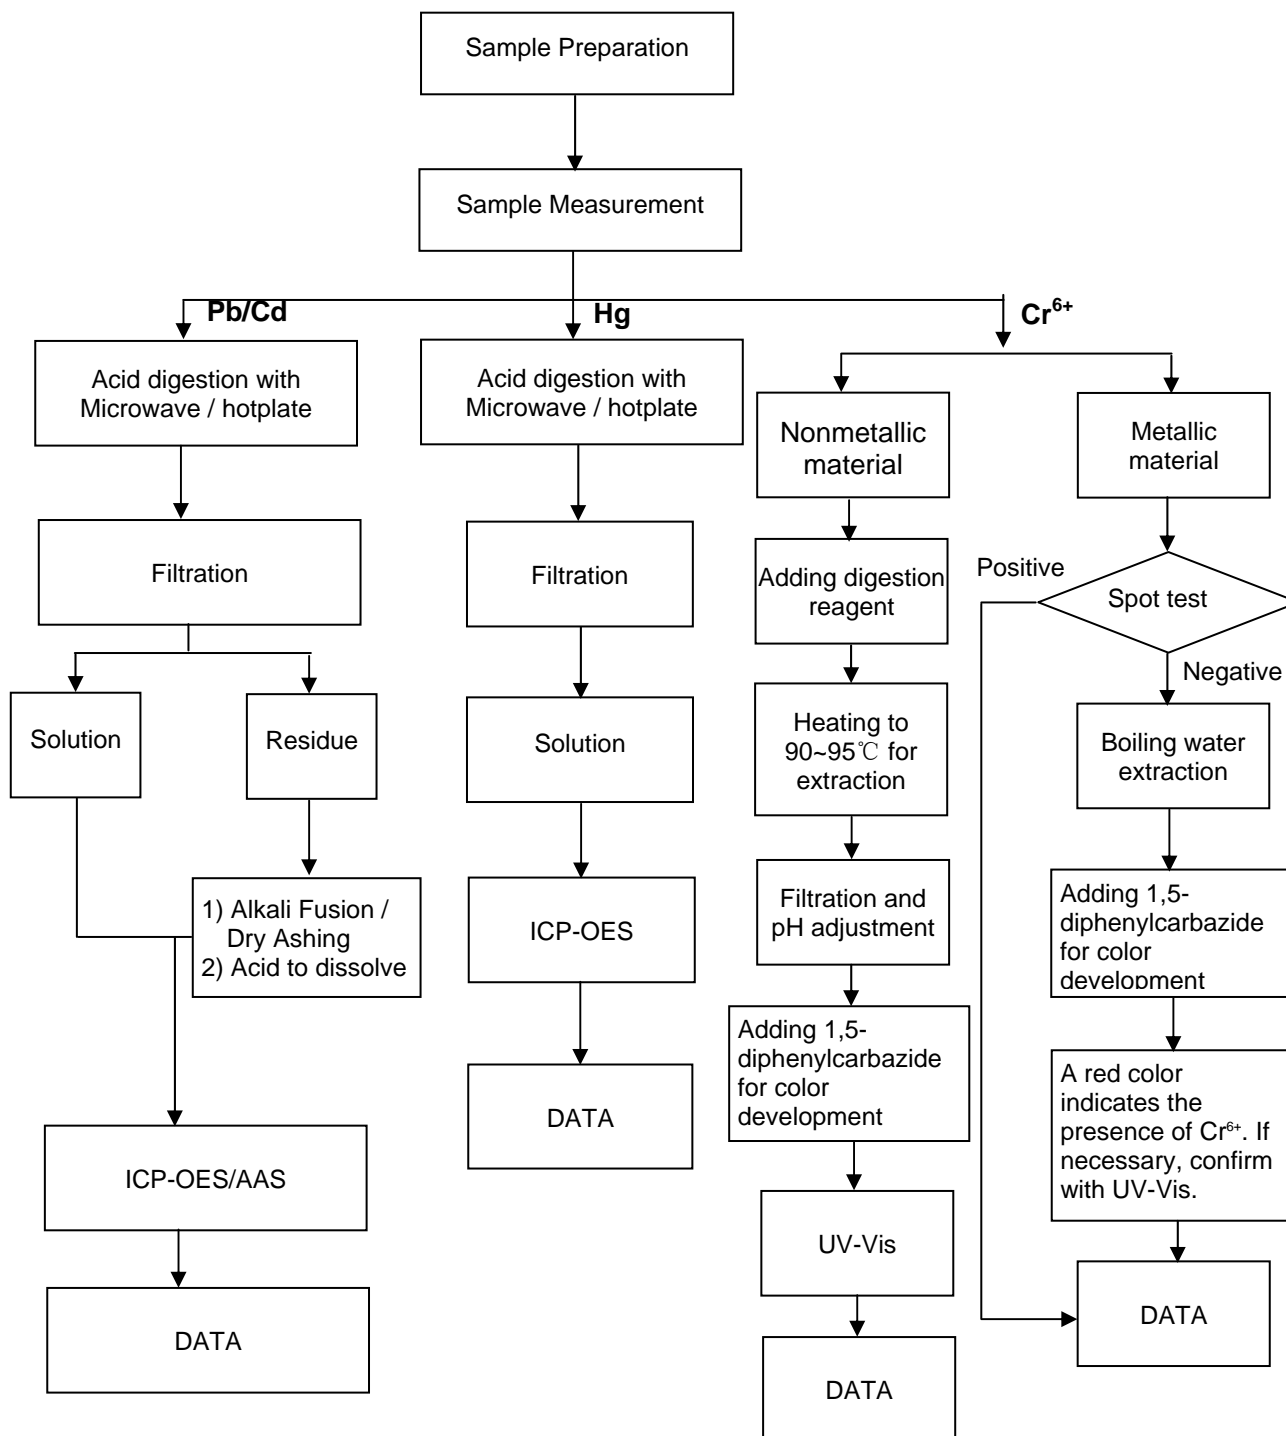 Sample Preparation
Sample Measurement
Pb/Cd
Hg
Cr⁶⁺
Acid digestion with
Microwave / hotplate
Filtration
Solution
Residue
1) Alkali Fusion /
Dry Ashing
2) Acid to dissolve
ICP-OES/AAS
DATA
Acid digestion with
Microwave / hotplate
Filtration
Solution
ICP-OES
DATA
Nonmetallic
material
Adding digestion
reagent
Heating to
90~95℃ for
extraction
Filtration and
pH adjustment
Adding 1,5-
diphenylcarbazide
for color
development
UV-Vis
DATA
Metallic
material
Spot test
Positive
Negative
Boiling water
extraction
Adding 1,5-
diphenylcarbazide
for color
development
A red color
indicates the
presence of Cr⁶⁺. If
necessary, confirm
with UV-Vis.
DATA